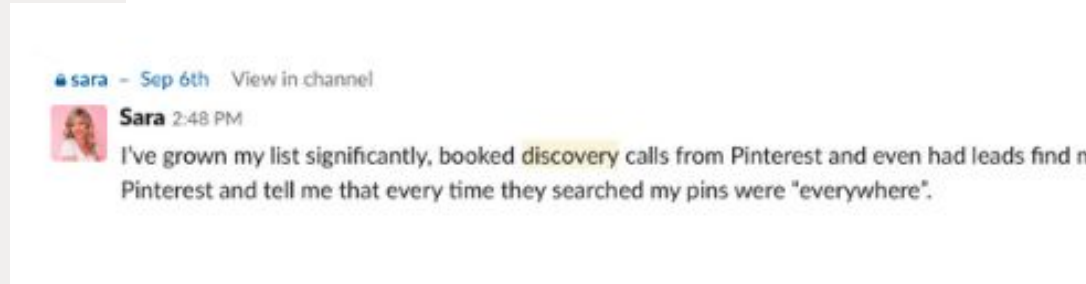 sara – Sep 6th View in channel
Sara 2:48 PM
I've grown my list significantly, booked discovery calls from Pinterest and even had leads find
Pinterest and tell me that every time they searched my pins were "everywhere".